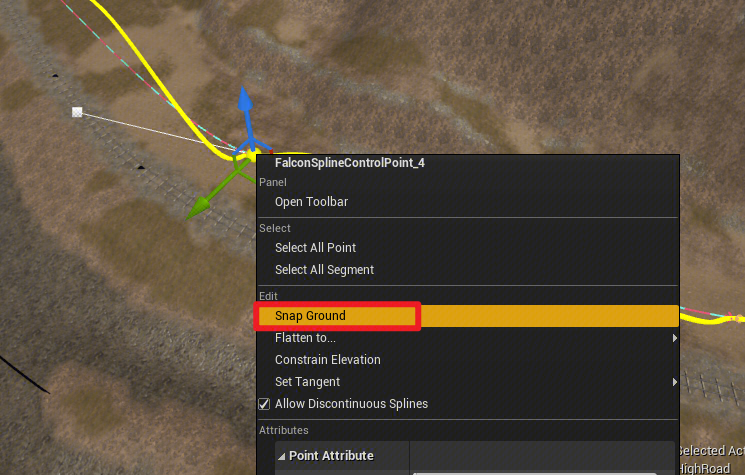 FalconSplineControlPoint_4
Panel
Open Toolbar
Select
Select All Point
Select All Segment
Edit
Snap Ground
Flatten to...
Constrain Elevation
Set Tangent
Allow Discontinuous Splines
Attributes
Point Attribute
Selected Act
HighRoad